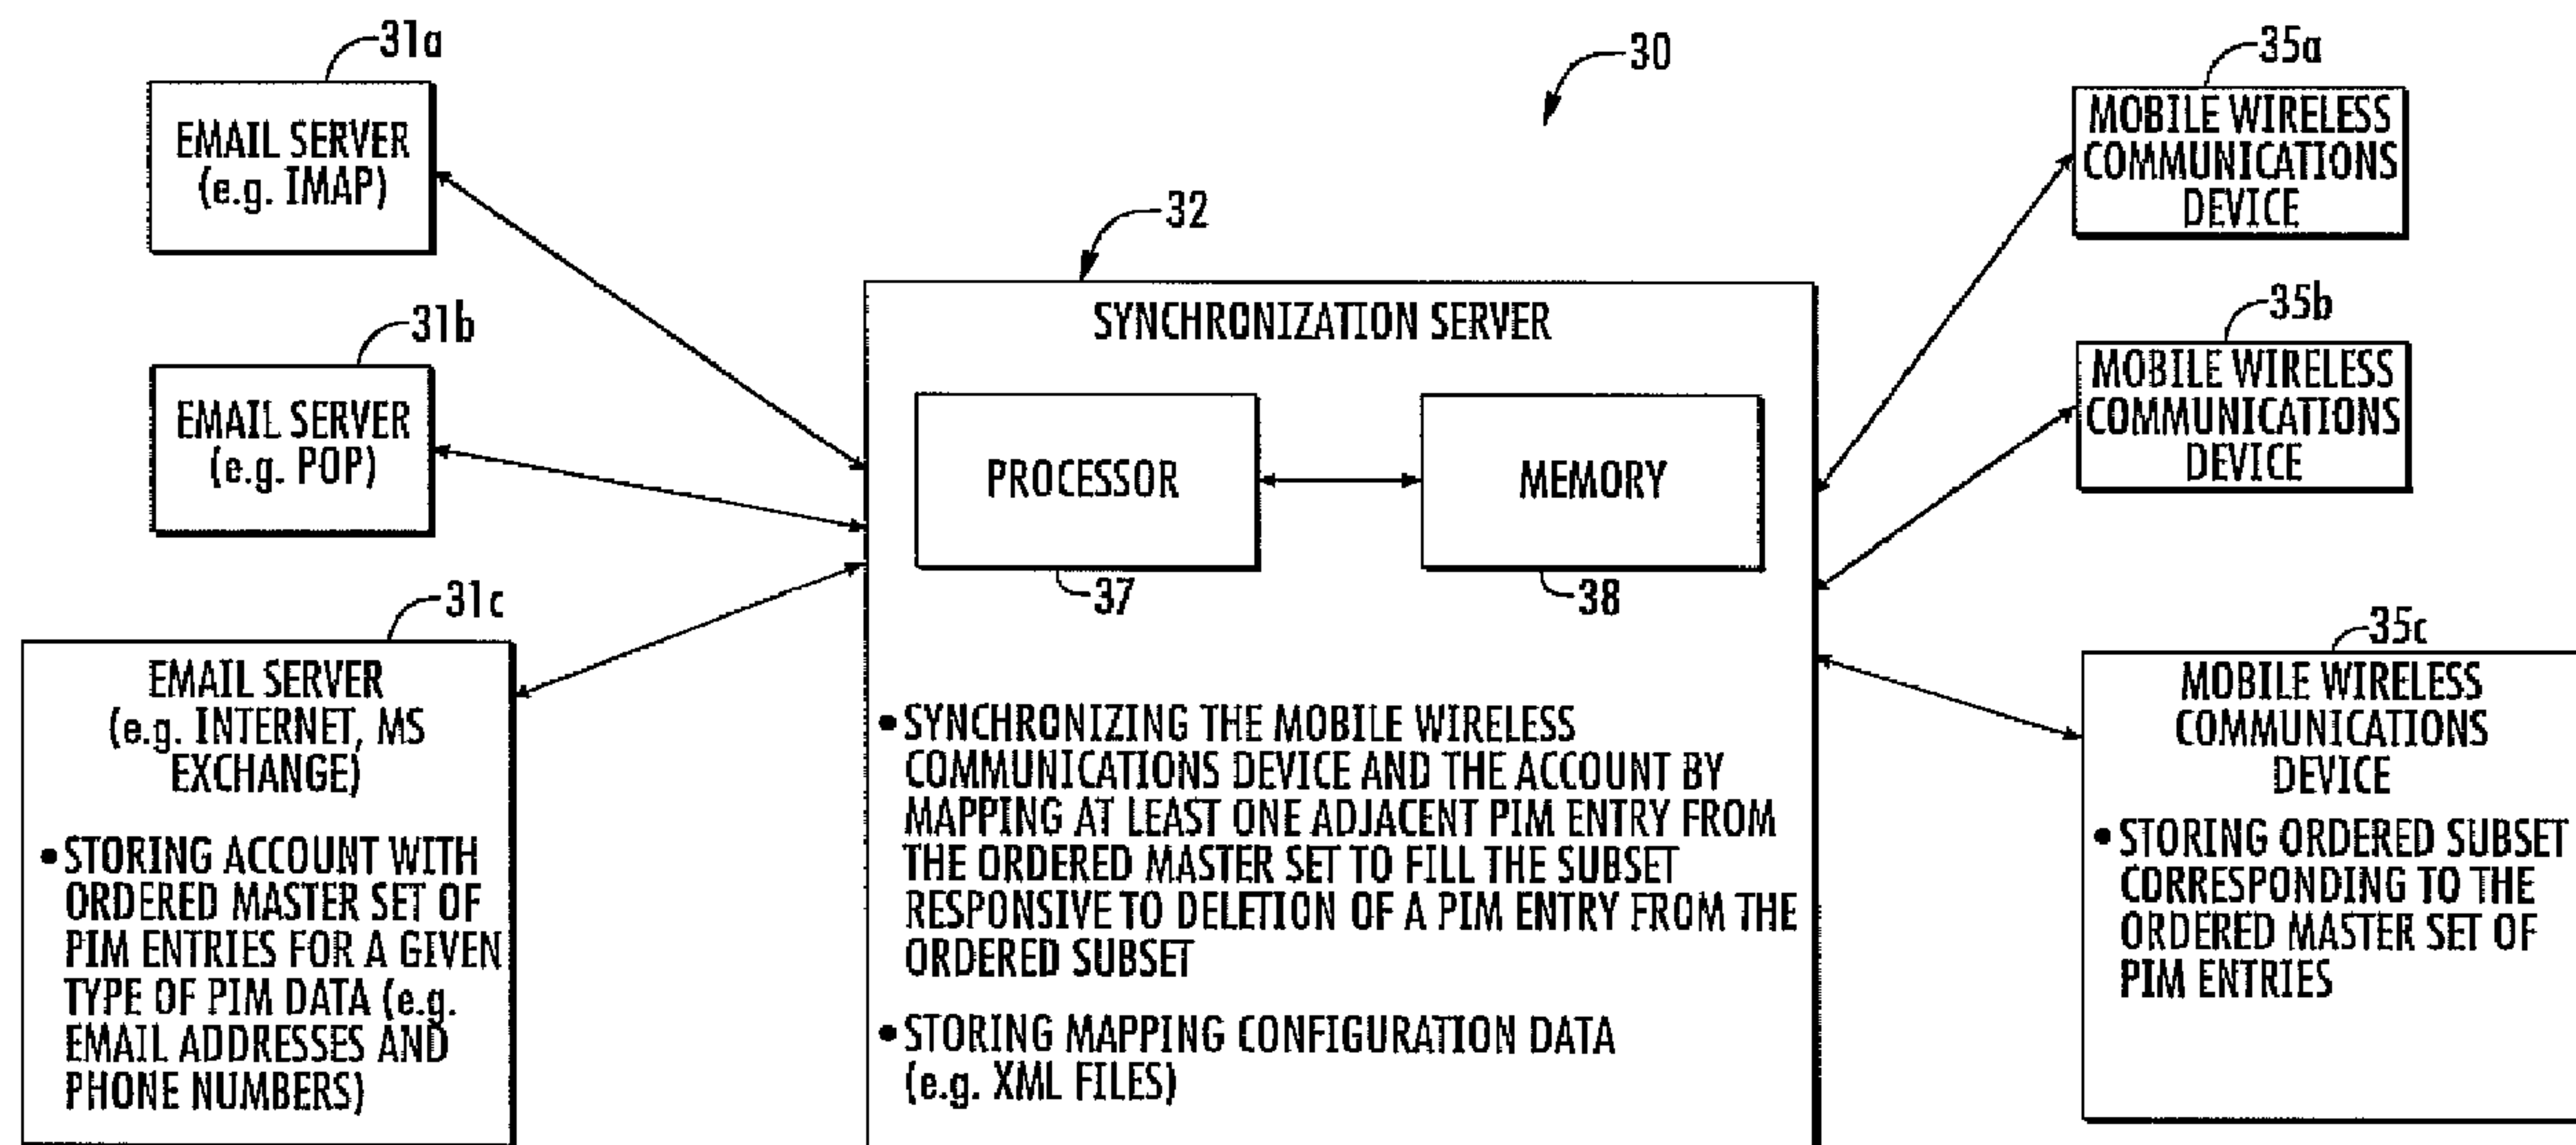 31a
EMAIL SERVER
(e.g. IMAP)
31b
EMAIL SERVER
(e.g. POP)
31c
EMAIL SERVER
(e.g. INTERNET, MS
EXCHANGE)
• STORING ACCOUNT WITH
ORDERED MASTER SET OF
PIM ENTRIES FOR A GIVEN
TYPE OF PIM DATA (e.g.
EMAIL ADDRESSES AND
PHONE NUMBERS)
30
32
SYNCHRONIZATION SERVER
PROCESSOR
37
MEMORY
38
• SYNCHRONIZING THE MOBILE WIRELESS
COMMUNICATIONS DEVICE AND THE ACCOUNT BY
MAPPING AT LEAST ONE ADJACENT PIM ENTRY FROM
THE ORDERED MASTER SET TO FILL THE SUBSET
RESPONSIVE TO DELETION OF A PIM ENTRY FROM THE
ORDERED SUBSET
• STORING MAPPING CONFIGURATION DATA
(e.g. XML FILES)
35a
MOBILE WIRELESS
COMMUNICATIONS
DEVICE
35b
MOBILE WIRELESS
COMMUNICATIONS
DEVICE
35c
MOBILE WIRELESS
COMMUNICATIONS
DEVICE
• STORING ORDERED SUBSET
CORRESPONDING TO THE
ORDERED MASTER SET OF
PIM ENTRIES